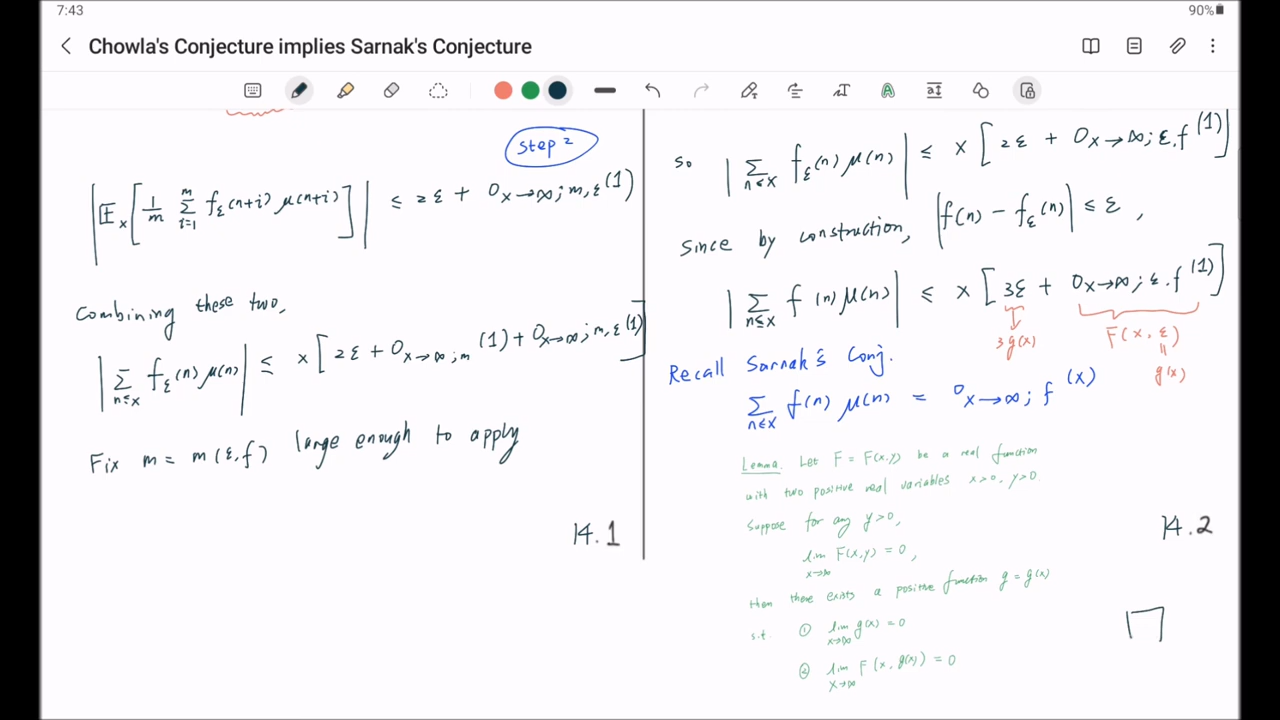 7:43
90%
Chowla's Conjecture implies Sarnak's Conjecture
Step 2
|𝔼ₓ[1/m Σ_{i=1}^{m} f_ε(n+i) μ(n+i)]| ≤ 2ε + o_{x→∞; m,ε}(1)
Combining these two,
|Σ_{n≤x} f_ε(n) μ(n)| ≤ x[2ε + o_{x→∞; m}(1) + o_{x→∞; m,ε}(1)]
Fix m = m(ε,f) large enough to apply
14.1
So |Σ_{n≤x} f_ε(n) μ(n)| ≤ x[2ε + o_{x→∞; ε,f}(1)]
Since by construction, |f(n) - f_ε(n)| ≤ ε,
|Σ_{n≤x} f(n) μ(n)| ≤ x[3ε + o_{x→∞; ε,f}(1)]
3g(x)
F(x, ε)
=
g(x)
Recall Sarnak's Conj.
Σ_{n≤x} f(n) μ(n) = o_{x→∞; f}(x)
Lemma. Let F = F(x,y) be a real function
with two positive real variables x>0, y>0.
Suppose for any y>0,
lim_{x→∞} F(x,y) = 0,
then there exists a positive function g = g(x)
s.t. ① lim_{x→∞} g(x) = 0
② lim_{x→∞} F(x, g(x)) = 0
14.2